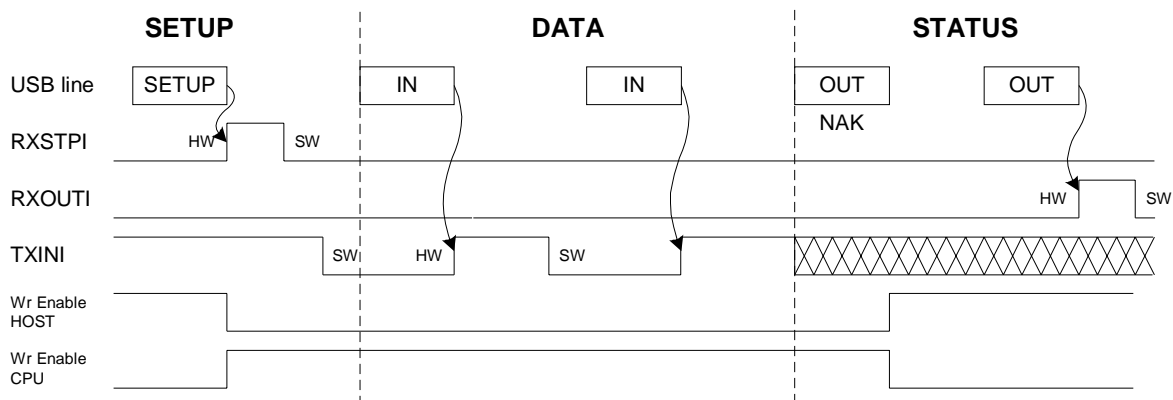 SETUP DATA STATUS
USB line SETUP IN IN OUT OUT
NAK
RXSTPI HW SW
RXOUTI HW SW
TXINI SW HW SW
Wr Enable
HOST
Wr Enable
CPU